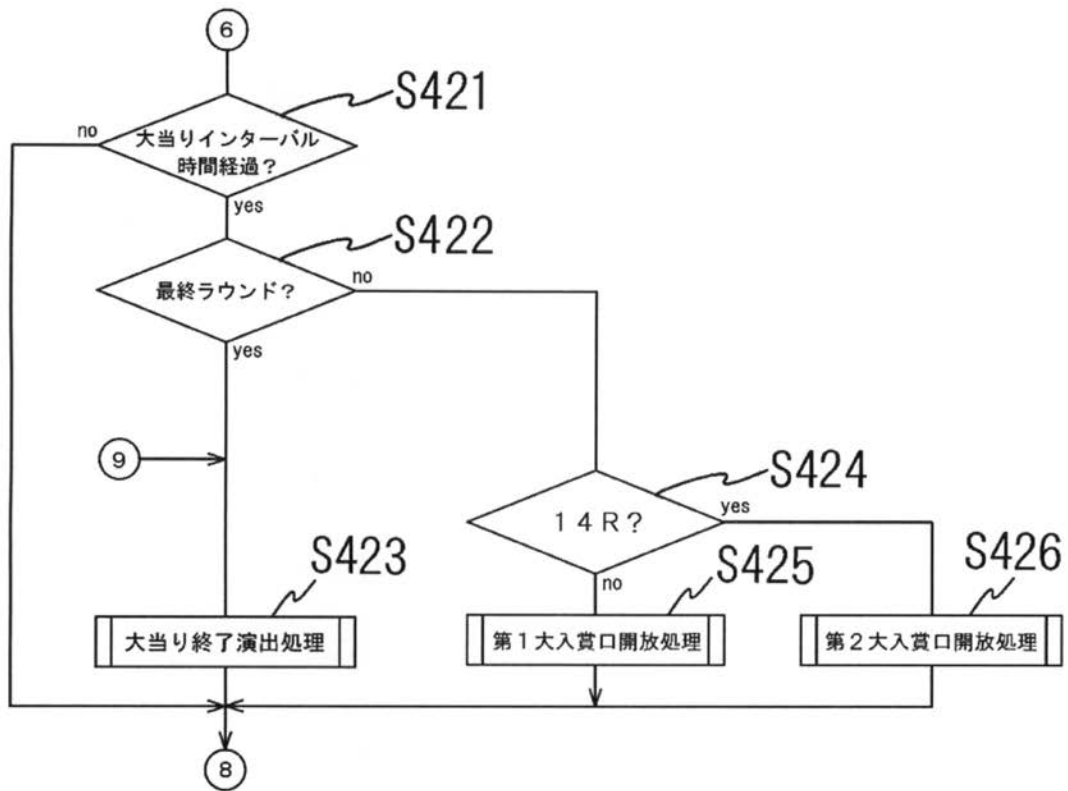 6
S421
no
大当りインターバル
時間経過?
yes
S422
no
最終ラウンド?
yes
9
S424
14R?
yes
no
S423
S425
S426
大当り終了演出処理
第1大入賞口開放処理
第2大入賞口開放処理
8